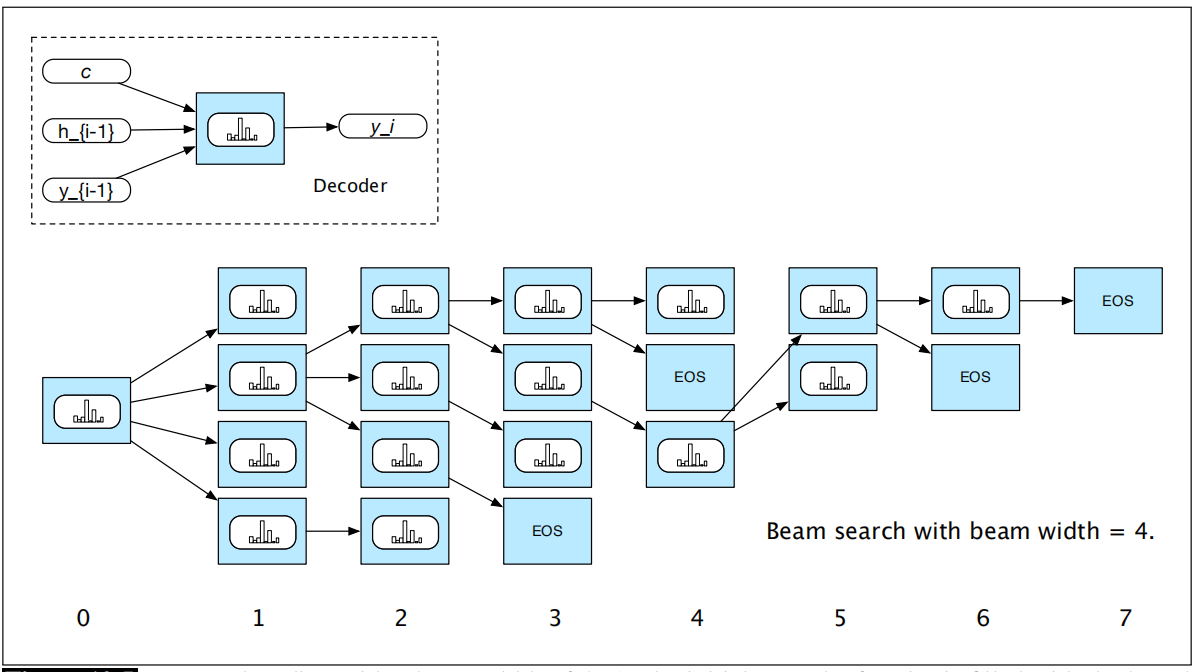 c
h_{i-1}
y_i
y_{i-1}
Decoder
EOS
EOS
EOS
EOS
Beam search with beam width = 4.
0 1 2 3 4 5 6 7